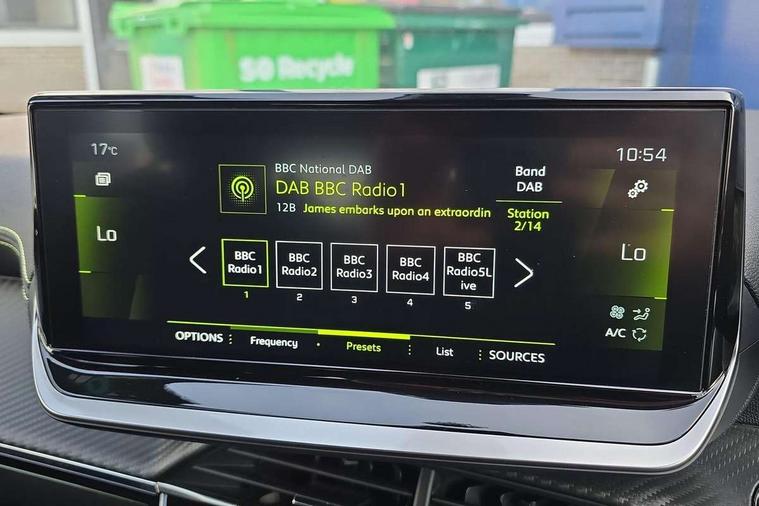 SO Recycle
17°C
10:54
BBC National DAB
DAB BBC Radio1
12B James embarks upon an extraordin
Band
DAB
Station
2/14
Lo
Lo
BBC
Radio1
BBC
Radio2
BBC
Radio3
BBC
Radio4
BBC
Radio5L
ive
1
2
3
4
5
A/C
OPTIONS
Frequency
Presets
List
SOURCES